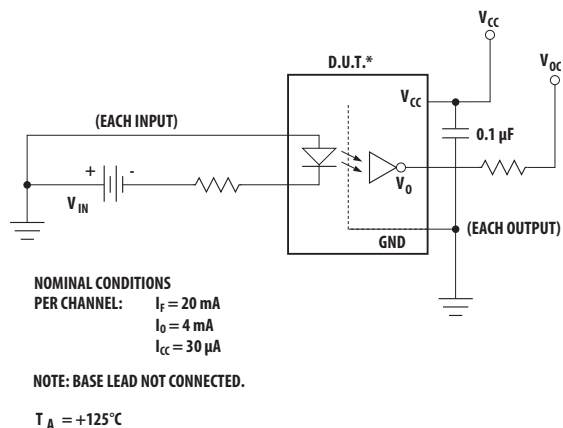 V_CC
V_OC
D.U.T.*
V_CC
(EACH INPUT)
0.1 µF
+ -
V_IN
V_O
GND
(EACH OUTPUT)
NOMINAL CONDITIONS
PER CHANNEL: I_F = 20 mA
I_O = 4 mA
I_CC = 30 µA
NOTE: BASE LEAD NOT CONNECTED.
T_A = +125°C